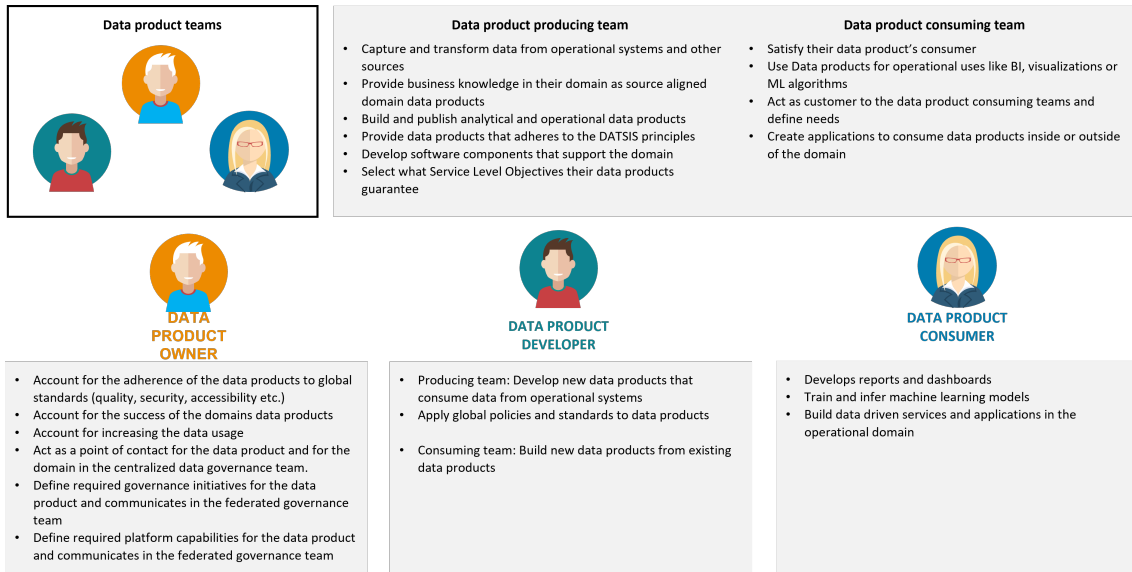 Data product teams
Data product producing team
• Capture and transform data from operational systems and other
sources
• Provide business knowledge in their domain as source aligned
domain data products
• Build and publish analytical and operational data products
• Provide data products that adheres to the DATSIS principles
• Develop software components that support the domain
• Select what Service Level Objectives their data products
guarantee
Data product consuming team
• Satisfy their data product's consumer
• Use Data products for operational uses like BI, visualizations or
ML algorithms
• Act as customer to the data product consuming teams and
define needs
• Create applications to consume data products inside or outside
of the domain
DATA
PRODUCT
OWNER
• Account for the adherence of the data products to global
standards (quality, security, accessibility etc.)
• Account for the success of the domains data products
• Account for increasing the data usage
• Act as a point of contact for the data product and for the
domain in the centralized data governance team.
• Define required governance initiatives for the data
product and communicates in the federated governance
team
• Define required platform capabilities for the data product
and communicates in the federated governance team
DATA PRODUCT
DEVELOPER
• Producing team: Develop new data products that
consume data from operational systems
• Apply global policies and standards to data products
• Consuming team: Build new data products from existing
data products
DATA PRODUCT
CONSUMER
• Develops reports and dashboards
• Train and infer machine learning models
• Build data driven services and applications in the
operational domain